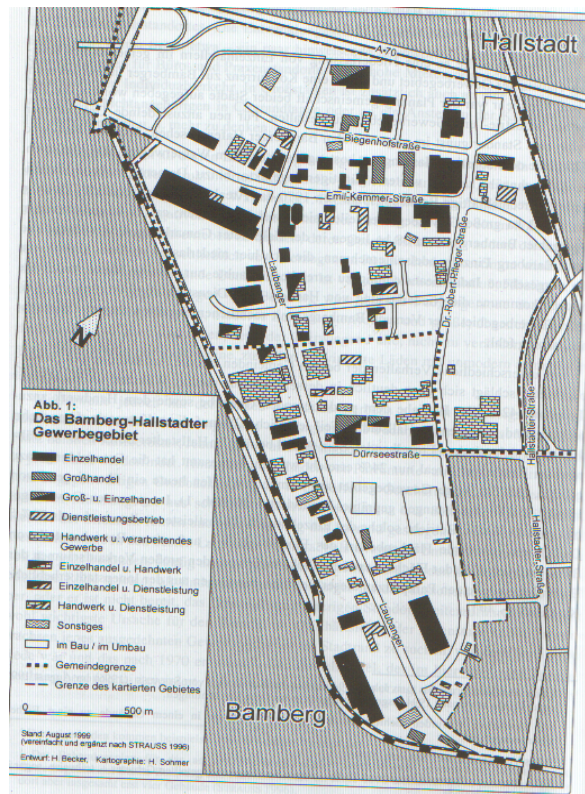 Hallstadt
A 70
Biegenhofstraße
Emil-Kemmer-Straße
Laubanger
Dr.-Robert-Pfleger-Straße
Hallstadter Straße
Dürrseestraße
Hallstadter Straße
Laubanger
Bamberg
N
Abb. 1:
Das Bamberg-Hallstadter
Gewerbegebiet
Einzelhandel
Großhandel
Groß- u. Einzelhandel
Dienstleistungsbetrieb
Handwerk u. verarbeitendes
Gewerbe
Einzelhandel u. Handwerk
Einzelhandel u. Dienstleistung
Handwerk u. Dienstleistung
Sonstiges
im Bau / im Umbau
Gemeindegrenze
Grenze des kartierten Gebietes
0 500 m
Stand: August 1999
(vereinfacht und ergänzt nach STRAUSS 1996)
Entwurf: H. Becker, Kartographie: H. Sohmer